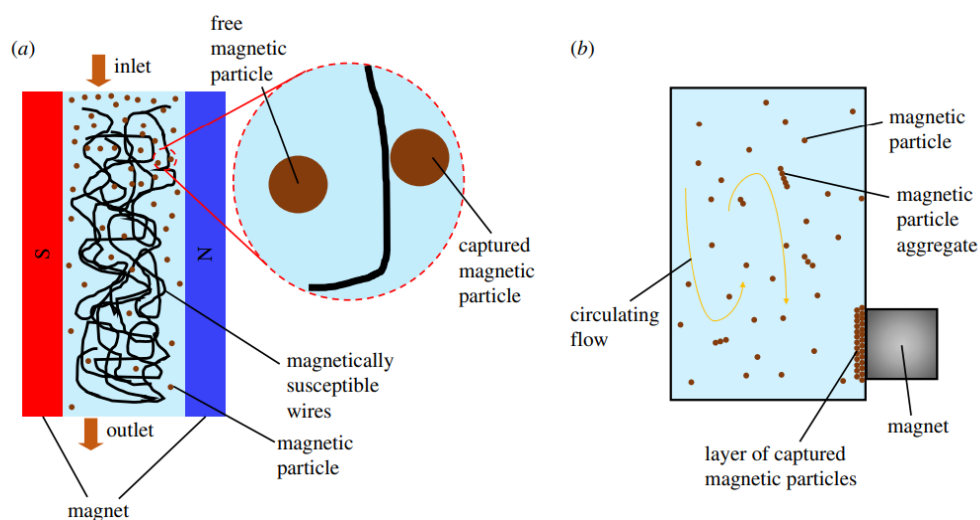 (a)
inlet
free
magnetic
particle
S
N
captured
magnetic
particle
magnetically
susceptible
wires
outlet
magnetic
particle
magnet
(b)
magnetic
particle
magnetic
particle
aggregate
circulating
flow
magnet
layer of captured
magnetic particles